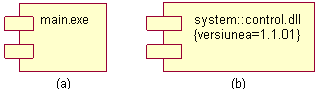 main.exe
system::control.dll
{versiunea=1.1.01}
(a)
(b)